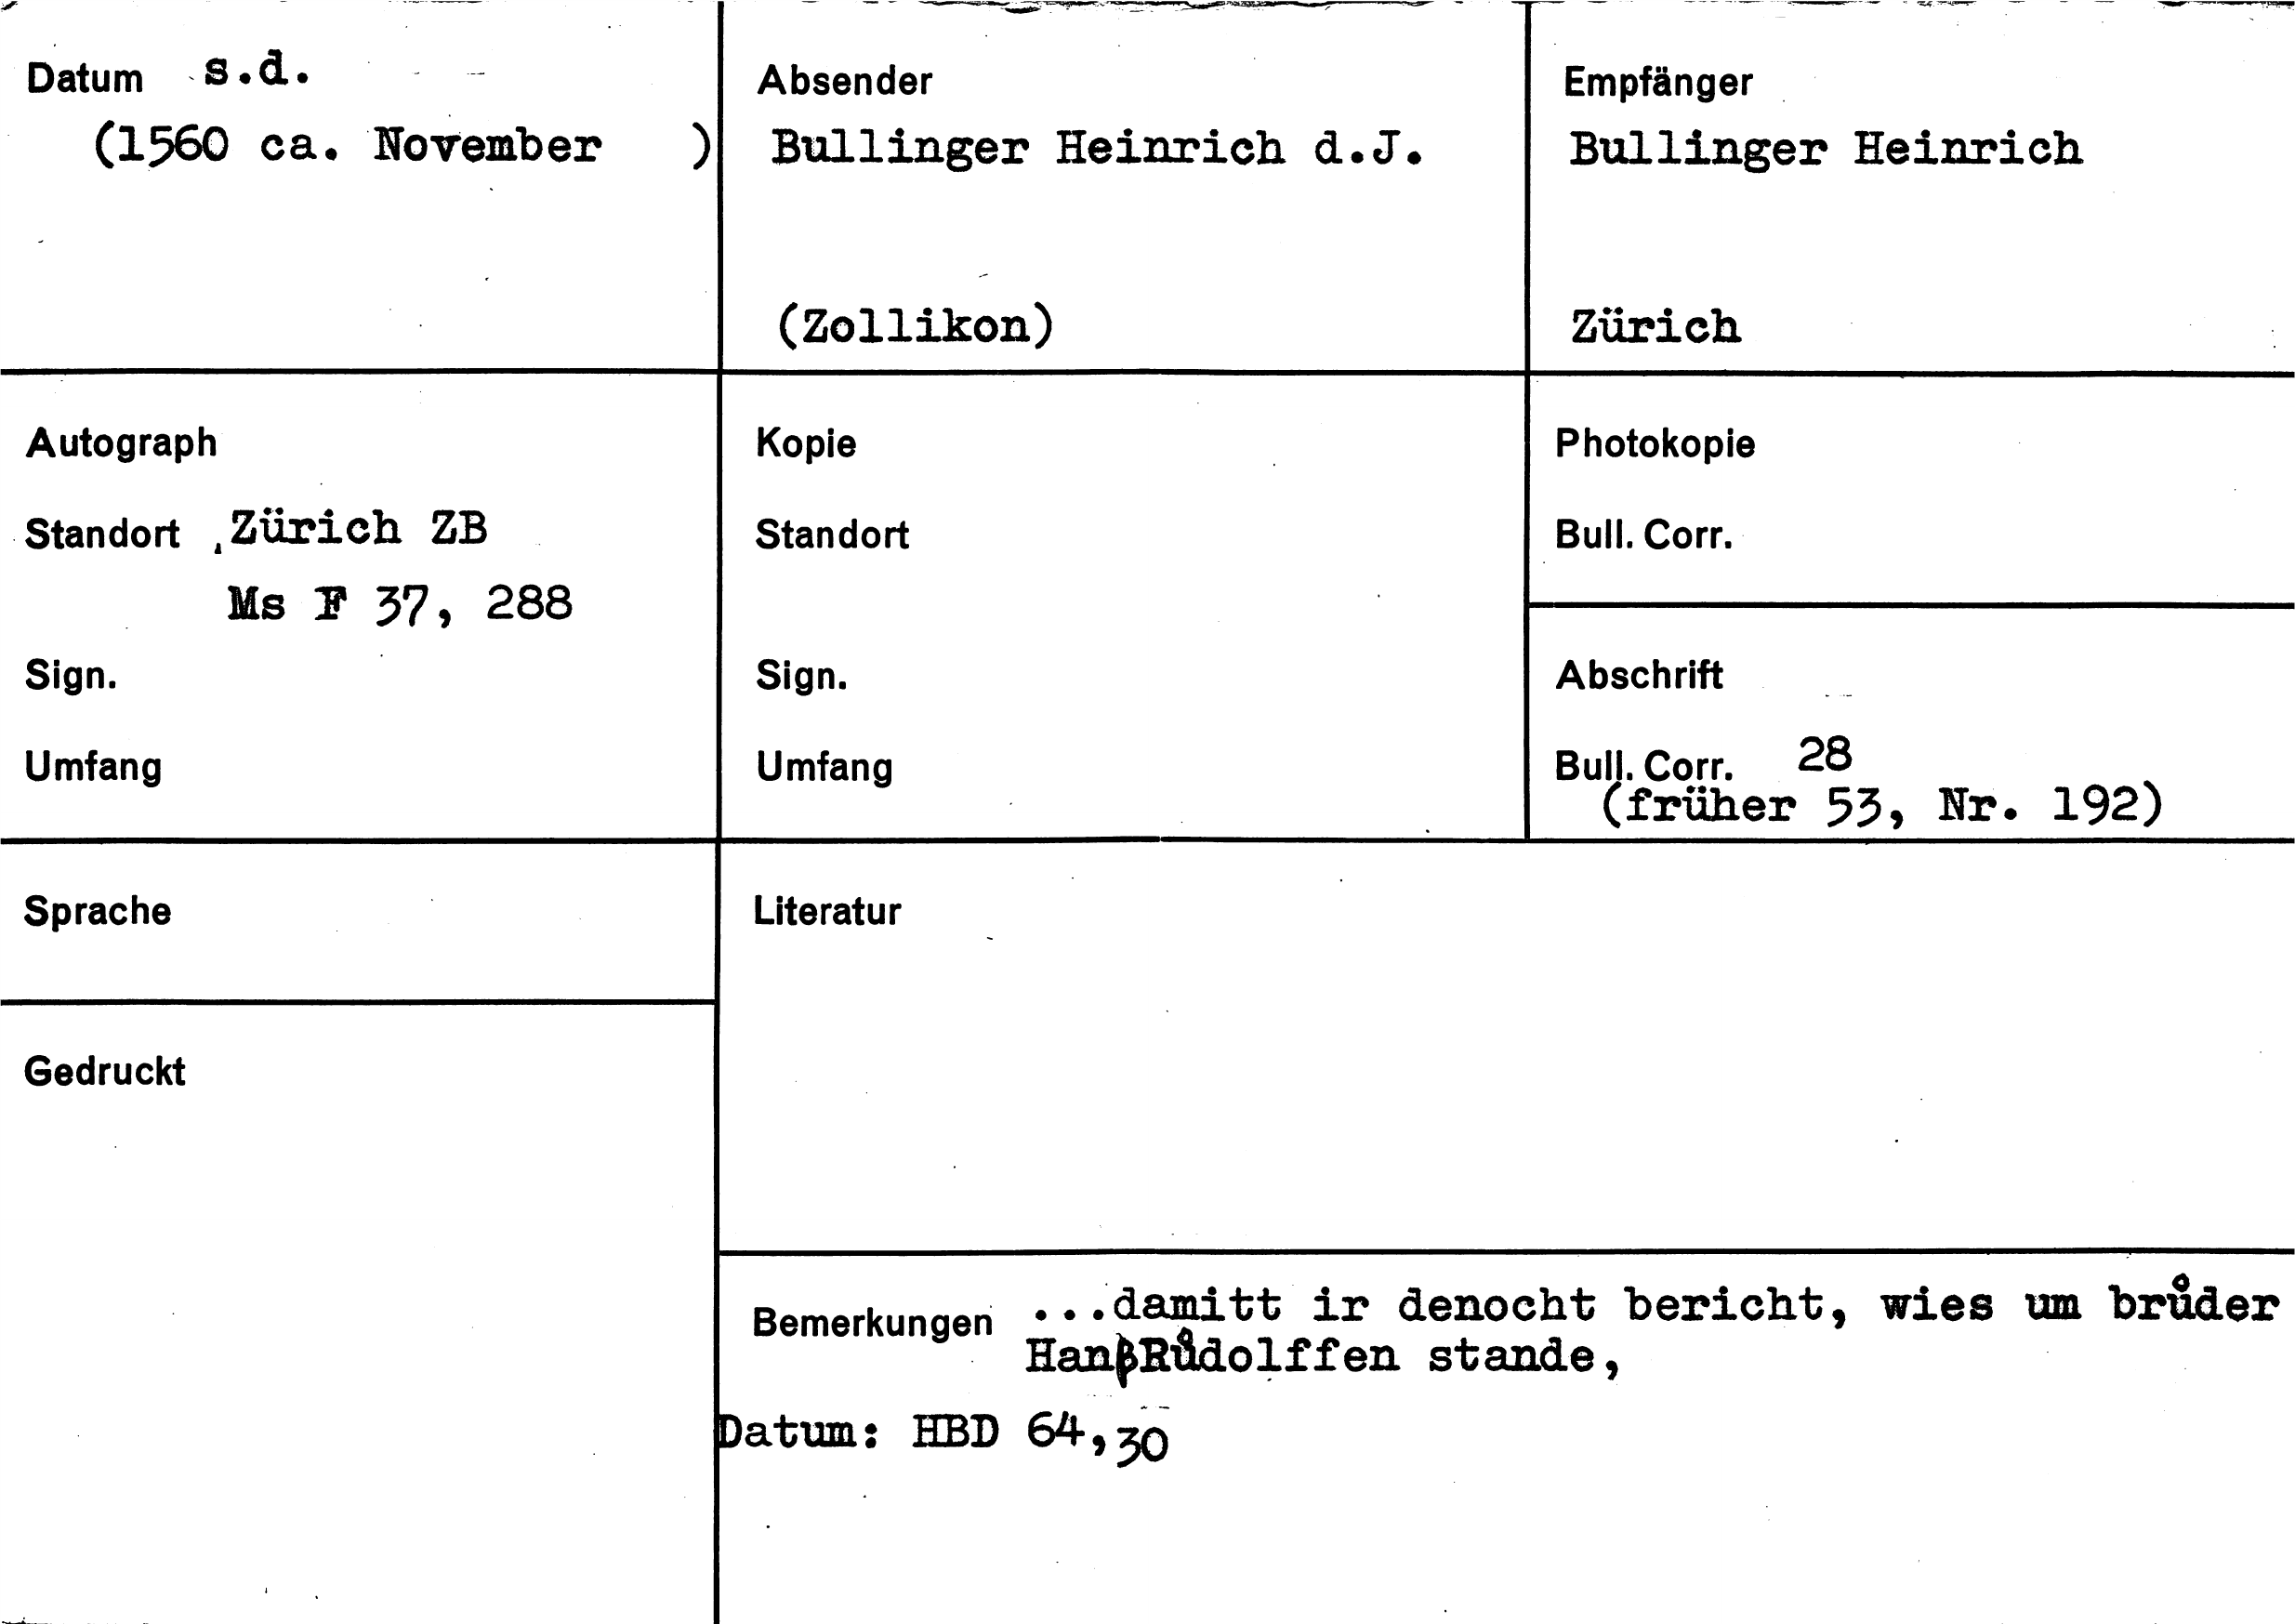 Datum s.d.
(1560 ca. November )
Absender
Bullinger Heinrich d.J.
(Zollikon)
Empfänger
Bullinger Heinrich
Zürich
Autograph
Standort Zürich ZB
Ms F 37, 288
Sign.
Umfang
Kopie
Standort
Sign.
Umfang
Photokopie
Bull. Corr.
Abschrift
Bull. Corr. 28
(früher 53, Nr. 192)
Sprache
Literatur
Gedruckt
Bemerkungen ...damitt ir denocht bericht, wies um brůder
HanßRůdolffen stande,
Datum: HBD 64,30